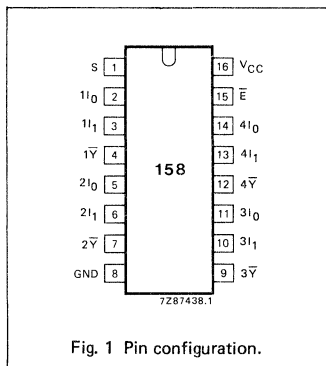 S 1 16 V_CC
1I₀ 2 15 E̅
1I₁ 3 14 4I₀
1Y̅ 4 13 4I₁
158
2I₀ 5 12 4Y̅
2I₁ 6 11 3I₀
2Y̅ 7 10 3I₁
GND 8 9 3Y̅
7Z87438.1
Fig. 1 Pin configuration.